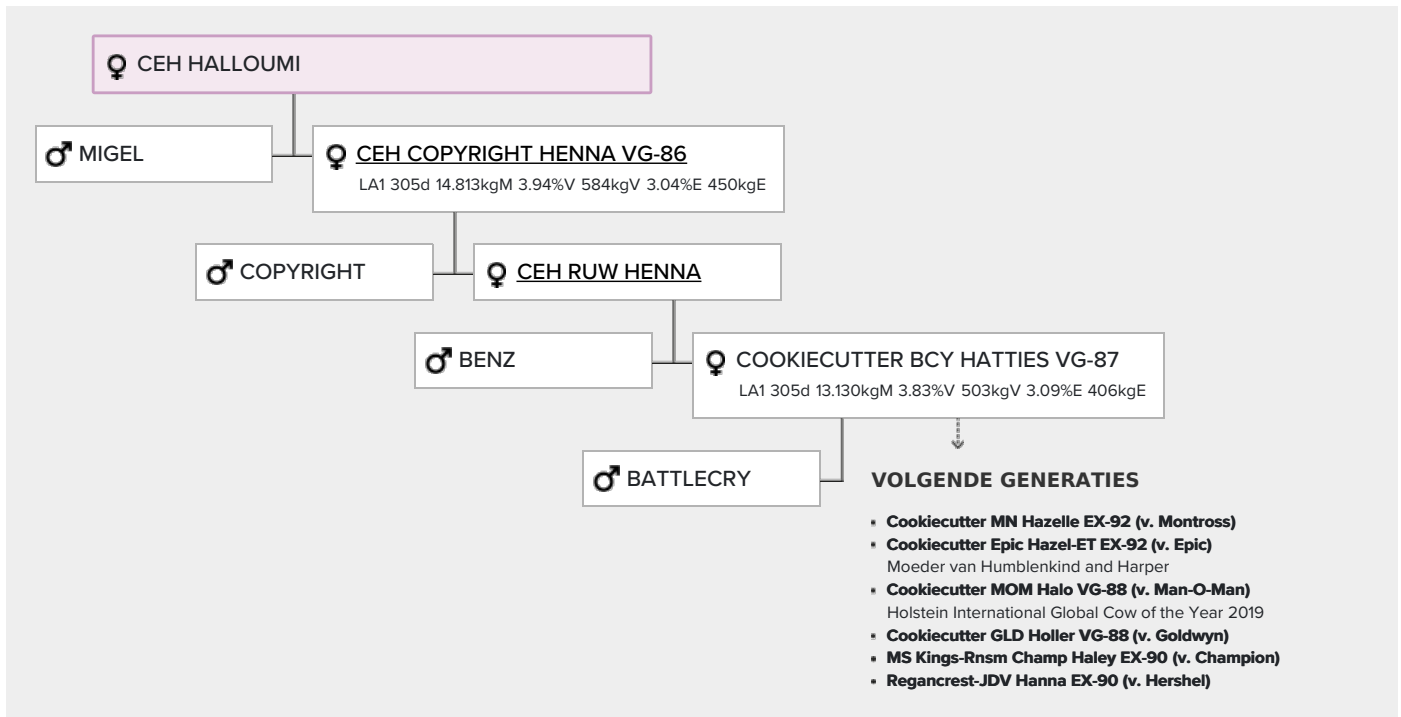 CEH HALLOUMI
MIGEL
CEH COPYRIGHT HENNA VG-86
LA1 305d 14.813kgM 3.94%V 584kgV 3.04%E 450kgE
COPYRIGHT
CEH RUW HENNA
BENZ
COOKIECUTTER BCY HATTIES VG-87
LA1 305d 13.130kgM 3.83%V 503kgV 3.09%E 406kgE
BATTLECRY
VOLGENDE GENERATIES
Cookiecutter MN Hazelle EX-92 (v. Montross)
Cookiecutter Epic Hazel-ET EX-92 (v. Epic)
Moeder van Humblenkind and Harper
Cookiecutter MOM Halo VG-88 (v. Man-O-Man)
Holstein International Global Cow of the Year 2019
Cookiecutter GLD Holler VG-88 (v. Goldwyn)
MS Kings-Rnsm Champ Haley EX-90 (v. Champion)
Regancrest-JDV Hanna EX-90 (v. Hershel)